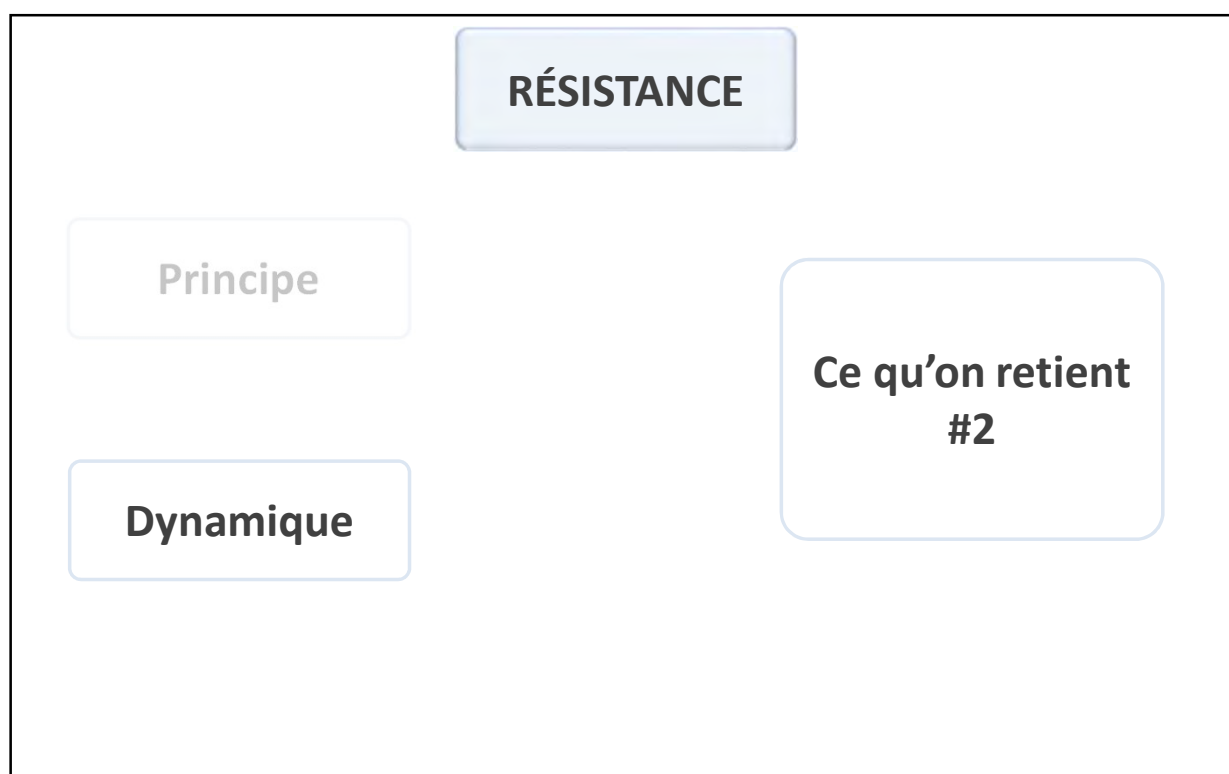 RÉSISTANCE
Principe
Dynamique
Ce qu’on retient
#2